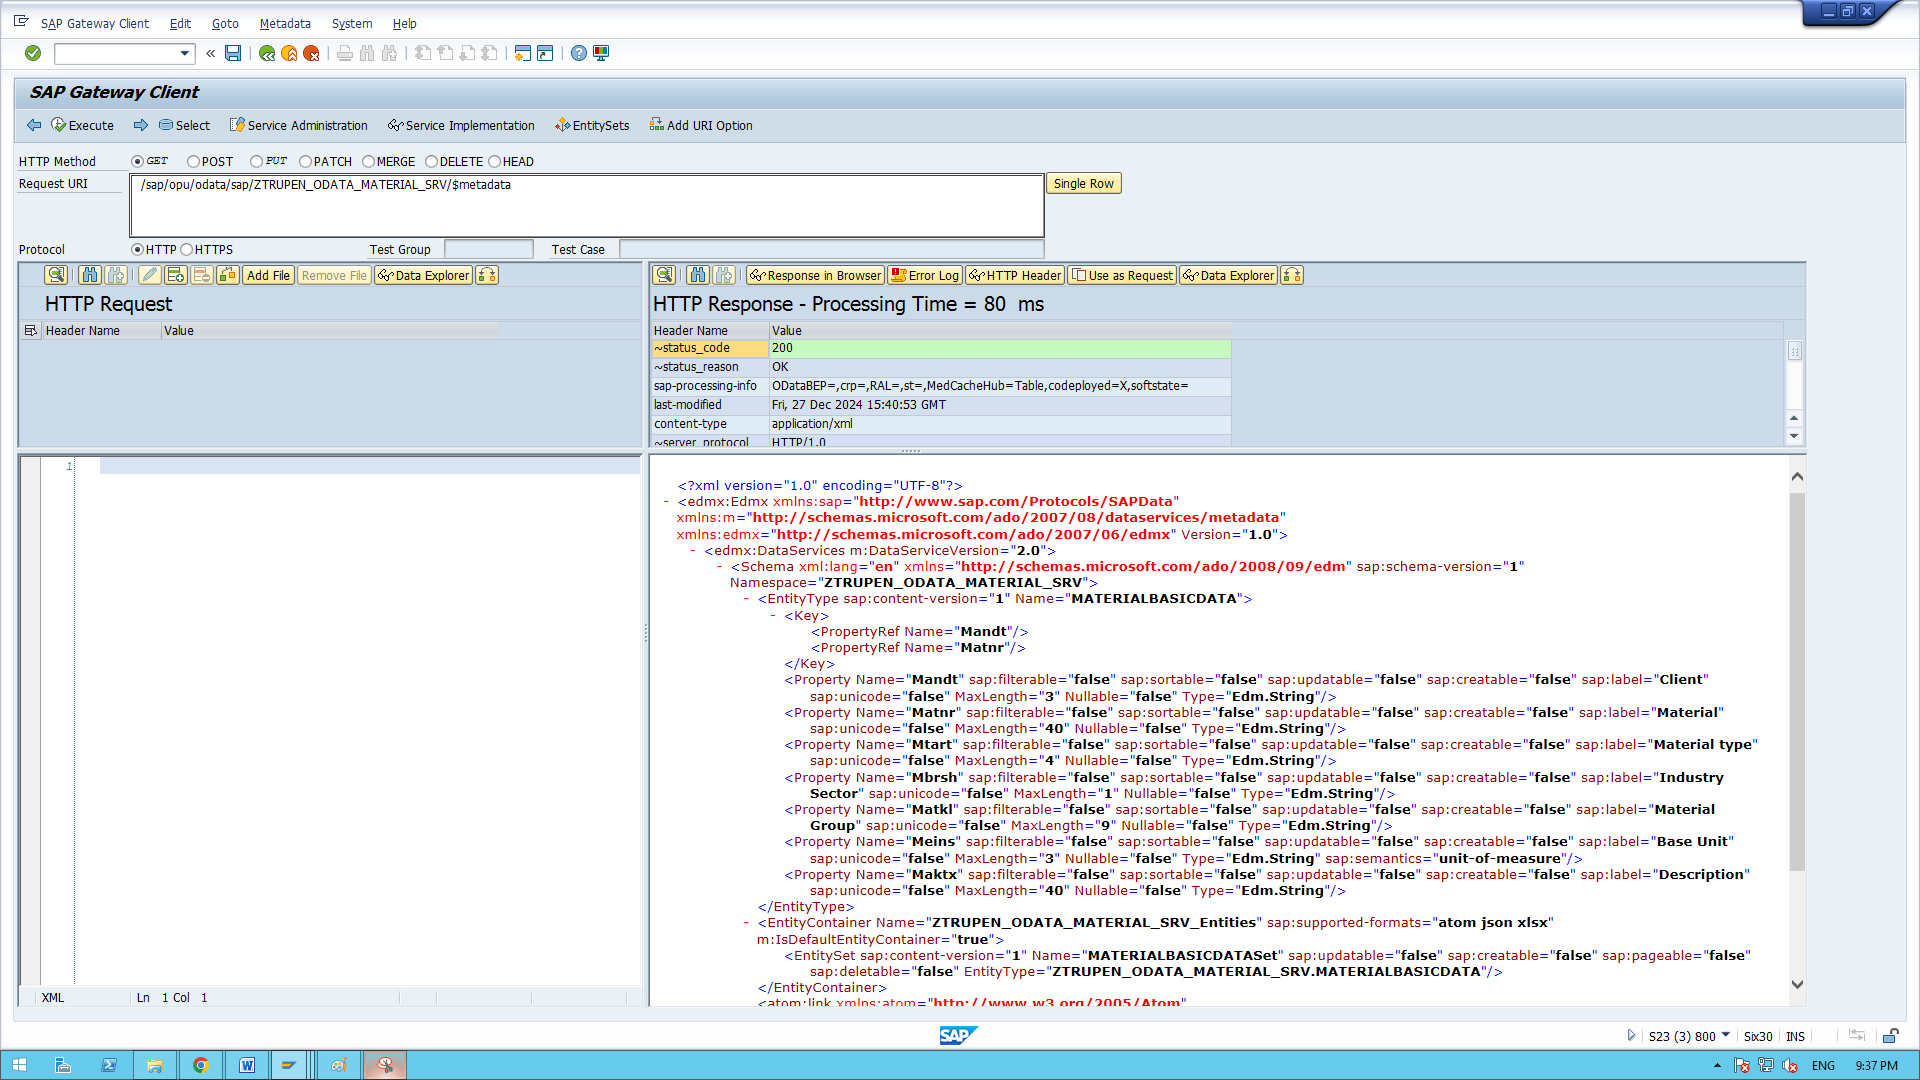 SAP Gateway Client Edit Goto Metadata System Help
SAP Gateway Client
Execute Select Service Administration Service Implementation EntitySets Add URI Option
HTTP Method GET POST PUT PATCH MERGE DELETE HEAD
Request URI /sap/opu/odata/sap/ZTRUPEN_ODATA_MATERIAL_SRV/$metadata Single Row
Protocol HTTP HTTPS Test Group Test Case
Add File Remove File Data Explorer
HTTP Request
Header Name Value
Response in Browser Error Log HTTP Header Use as Request Data Explorer
HTTP Response - Processing Time = 80 ms
Header Name Value
~status_code 200
~status_reason OK
sap-processing-info ODataBEP=,crp=,RAL=,st=,MedCacheHub=Table,codeployed=X,softstate=
last-modified Fri, 27 Dec 2024 15:40:53 GMT
content-type application/xml
~server_protocol HTTP/1.0
1
<?xml version="1.0" encoding="UTF-8"?>
- <edmx:Edmx xmlns:sap="http://www.sap.com/Protocols/SAPData"
xmlns:m="http://schemas.microsoft.com/ado/2007/08/dataservices/metadata"
xmlns:edmx="http://schemas.microsoft.com/ado/2007/06/edmx" Version="1.0">
- <edmx:DataServices m:DataServiceVersion="2.0">
- <Schema xml:lang="en" xmlns="http://schemas.microsoft.com/ado/2008/09/edm" sap:schema-version="1"
Namespace="ZTRUPEN_ODATA_MATERIAL_SRV">
- <EntityType sap:content-version="1" Name="MATERIALBASICDATA">
- <Key>
<PropertyRef Name="Mandt"/>
<PropertyRef Name="Matnr"/>
</Key>
<Property Name="Mandt" sap:filterable="false" sap:sortable="false" sap:updatable="false" sap:creatable="false" sap:label="Client"
sap:unicode="false" MaxLength="3" Nullable="false" Type="Edm.String"/>
<Property Name="Matnr" sap:filterable="false" sap:sortable="false" sap:updatable="false" sap:creatable="false" sap:label="Material"
sap:unicode="false" MaxLength="40" Nullable="false" Type="Edm.String"/>
<Property Name="Mtart" sap:filterable="false" sap:sortable="false" sap:updatable="false" sap:creatable="false" sap:label="Material type"
sap:unicode="false" MaxLength="4" Nullable="false" Type="Edm.String"/>
<Property Name="Mbrsh" sap:filterable="false" sap:sortable="false" sap:updatable="false" sap:creatable="false" sap:label="Industry
Sector" sap:unicode="false" MaxLength="1" Nullable="false" Type="Edm.String"/>
<Property Name="Matkl" sap:filterable="false" sap:sortable="false" sap:updatable="false" sap:creatable="false" sap:label="Material
Group" sap:unicode="false" MaxLength="9" Nullable="false" Type="Edm.String"/>
<Property Name="Meins" sap:filterable="false" sap:sortable="false" sap:updatable="false" sap:creatable="false" sap:label="Base Unit"
sap:unicode="false" MaxLength="3" Nullable="false" Type="Edm.String" sap:semantics="unit-of-measure"/>
<Property Name="Maktx" sap:filterable="false" sap:sortable="false" sap:updatable="false" sap:creatable="false" sap:label="Description"
sap:unicode="false" MaxLength="40" Nullable="false" Type="Edm.String"/>
</EntityType>
- <EntityContainer Name="ZTRUPEN_ODATA_MATERIAL_SRV_Entities" sap:supported-formats="atom json xlsx"
m:IsDefaultEntityContainer="true">
<EntitySet sap:content-version="1" Name="MATERIALBASICDATASet" sap:updatable="false" sap:creatable="false" sap:pageable="false"
sap:deletable="false" EntityType="ZTRUPEN_ODATA_MATERIAL_SRV.MATERIALBASICDATA"/>
</EntityContainer>
<atom:link xmlns:atom="http://www.w3.org/2005/Atom"
XML Ln 1 Col 1
SAP
S23 (3) 800 Six30 INS
ENG 9:37 PM